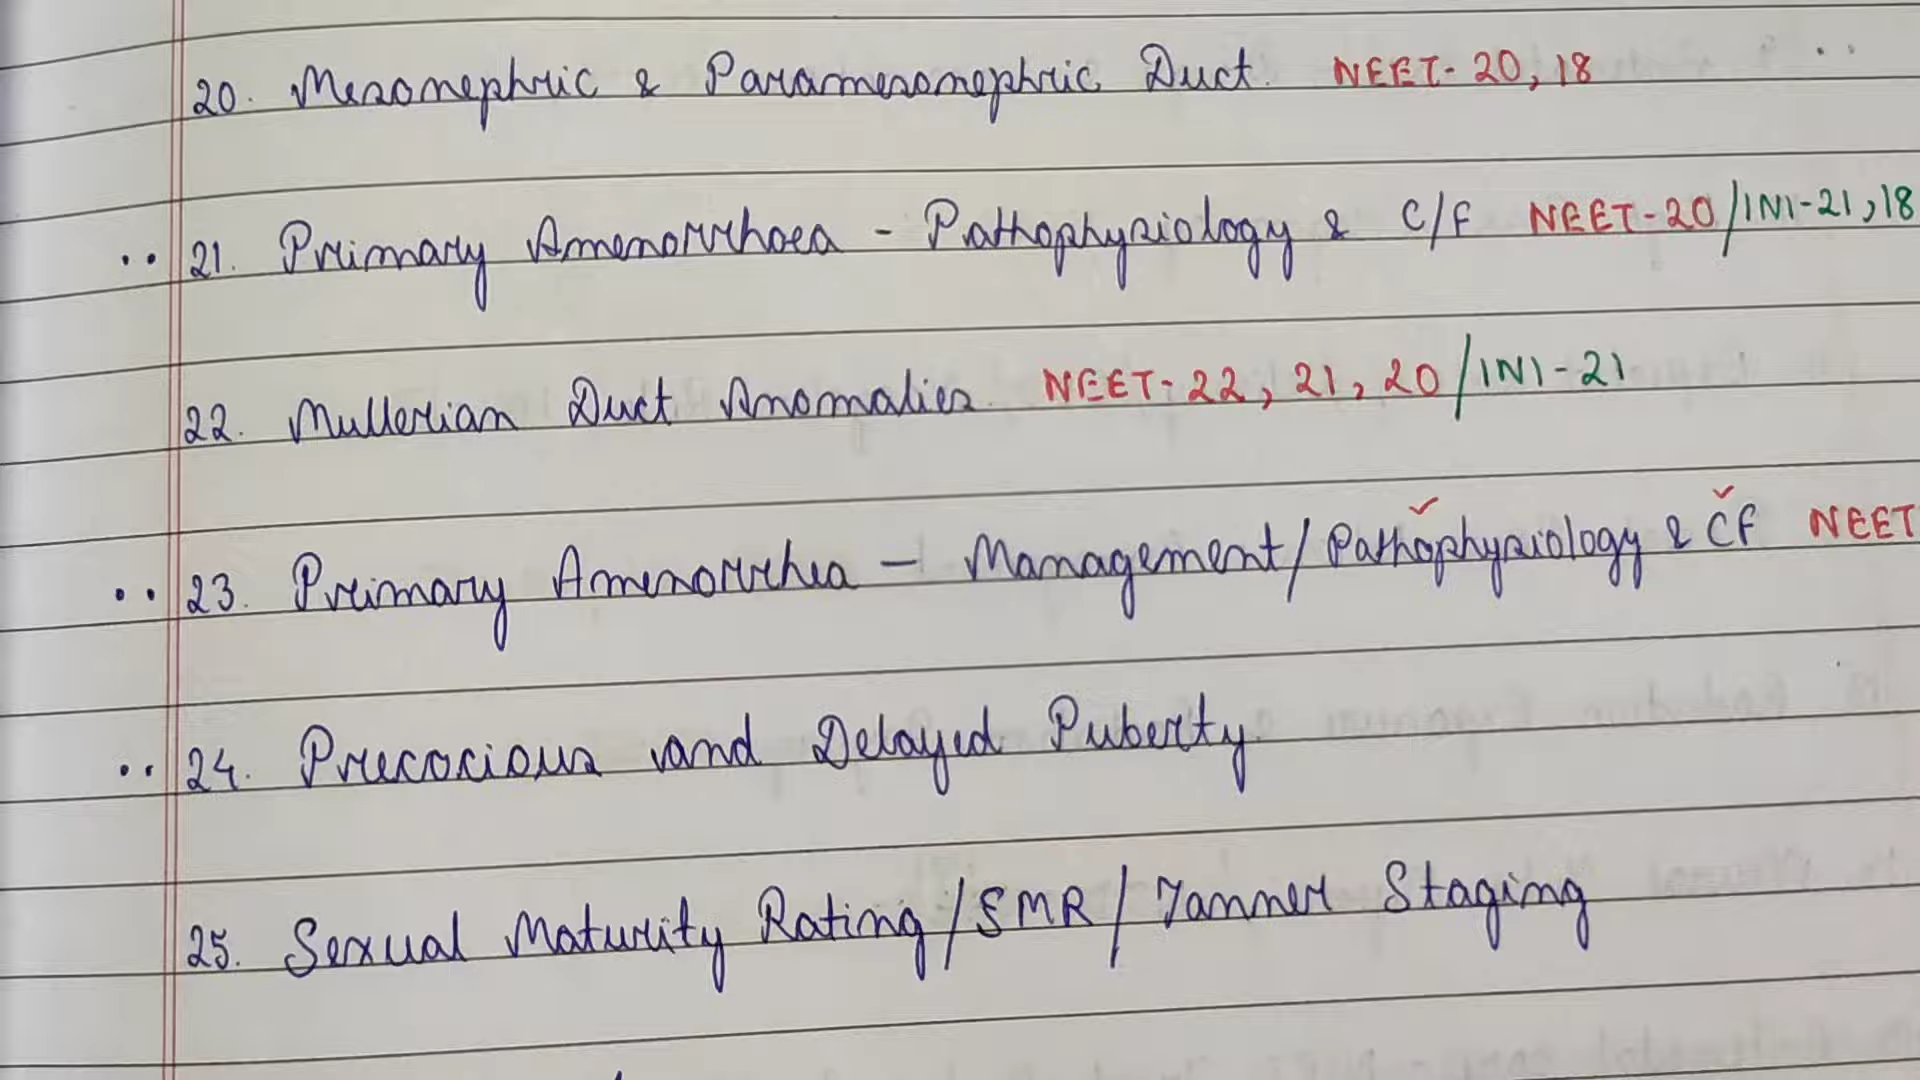 20. Mesonephric & Paramesonephric Duct. NEET- 20, 18
.. 21. Primary Amenorrhoea - Pathophysiology & C/F NEET-20/INI-21,18
22. Mullerian Duct Anomalies. NEET- 22, 21, 20/INI-21
.. 23. Primary Amenorrhea - Management/Pathophysiology & CF NEET
.. 24. Precocious and Delayed Puberty.
25. Sexual Maturity Rating/SMR/Tanner Staging